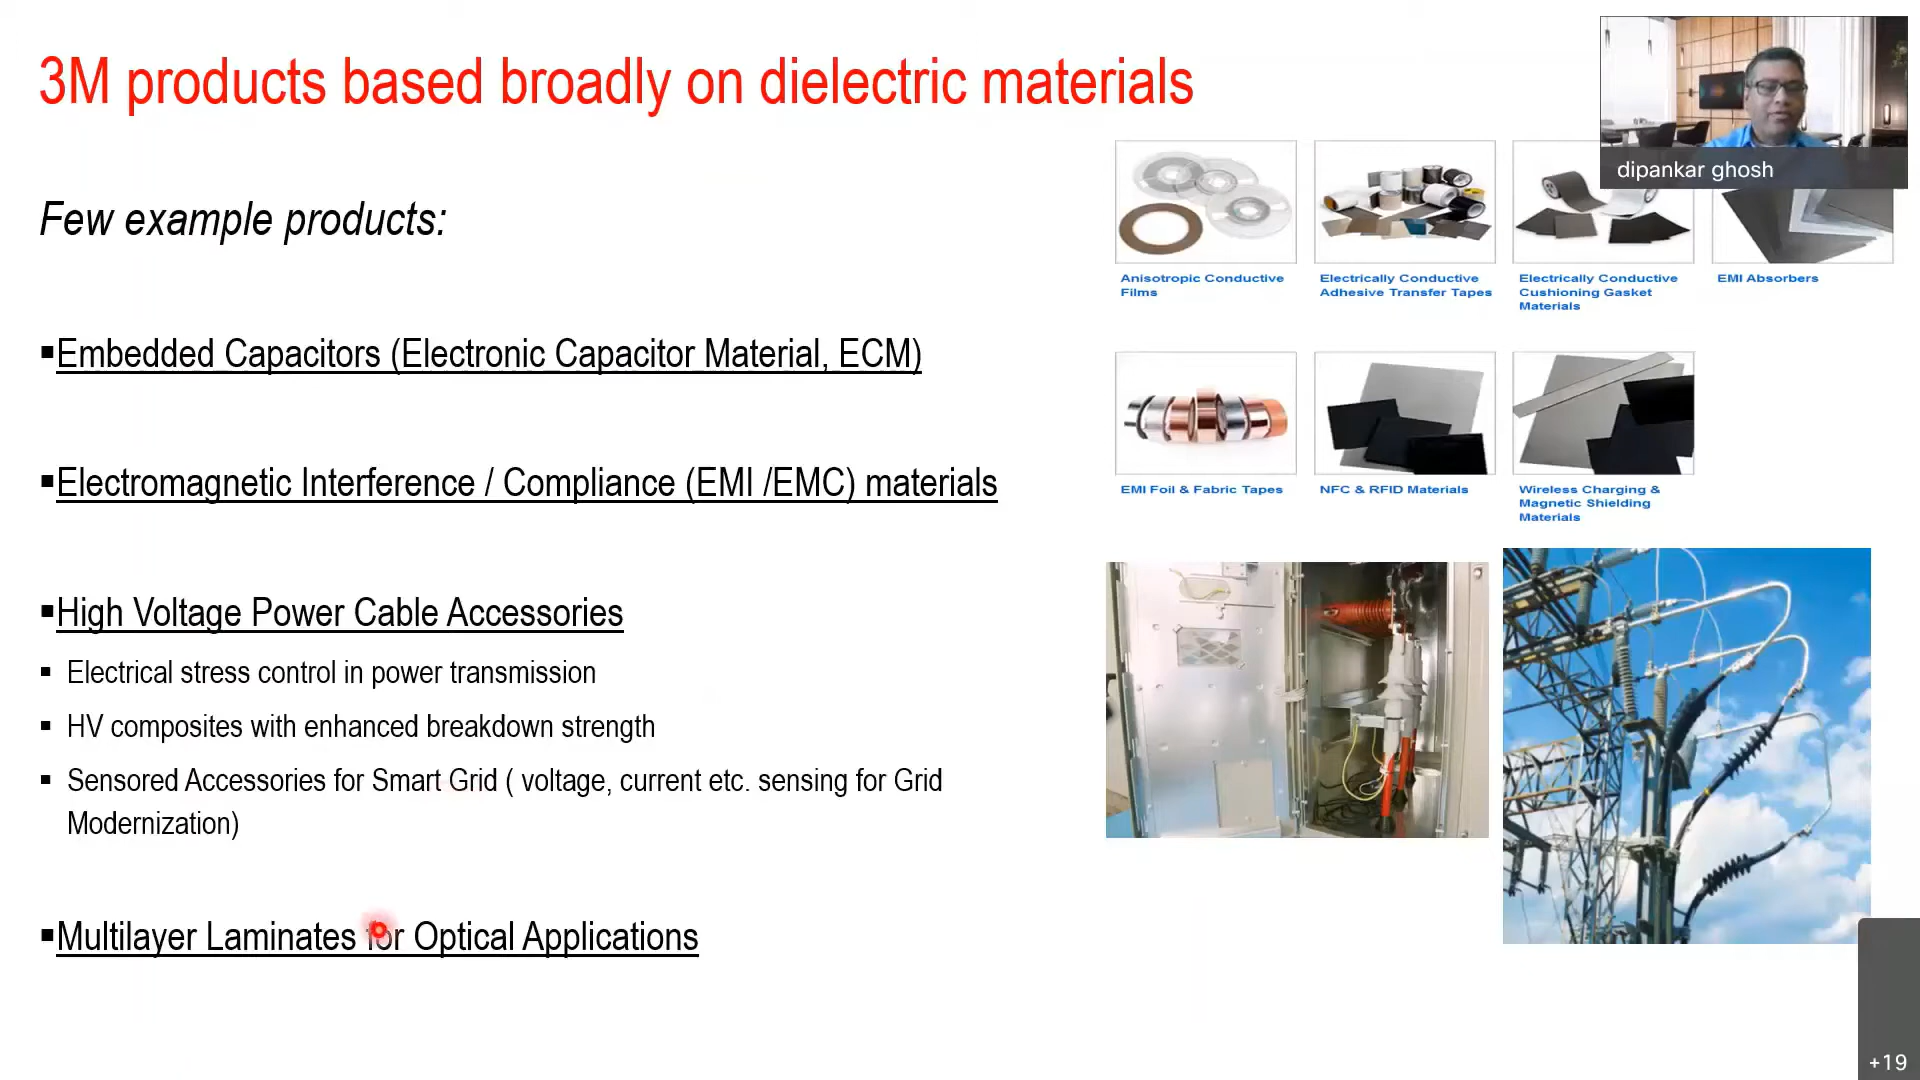 3M products based broadly on dielectric materials
dipankar ghosh
Few example products:
Anisotropic Conductive
Films
Electrically Conductive
Adhesive Transfer Tapes
Electrically Conductive
Cushioning Gasket
Materials
EMI Absorbers
▪Embedded Capacitors (Electronic Capacitor Material, ECM)
▪Electromagnetic Interference / Compliance (EMI /EMC) materials
EMI Foil & Fabric Tapes
NFC & RFID Materials
Wireless Charging &
Magnetic Shielding
Materials
▪High Voltage Power Cable Accessories
▪ Electrical stress control in power transmission
▪ HV composites with enhanced breakdown strength
▪ Sensored Accessories for Smart Grid ( voltage, current etc. sensing for Grid
Modernization)
▪Multilayer Laminates for Optical Applications
+19